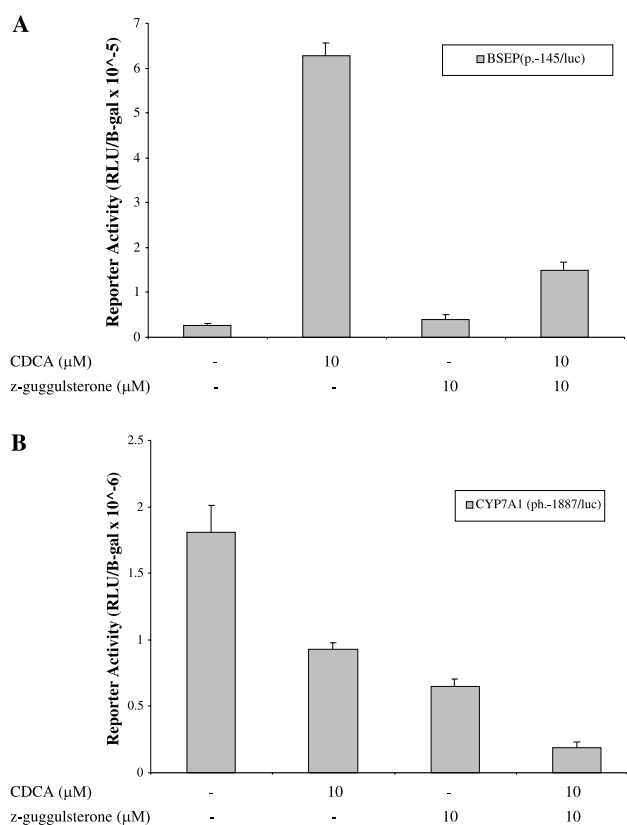 A
Reporter Activity (RLU/B-gal x 10^-5)
7
6
5
4
3
2
1
0
BSEP(p.-145/luc)
CDCA (µM) - 10 - 10
z-guggulsterone (µM) - - 10 10
B
Reporter Activity (RLU/B-gal x 10^-6)
2.5
2
1.5
1
0.5
0
CYP7A1 (ph.-1887/luc)
CDCA (µM) - 10 - 10
z-guggulsterone (µM) - - 10 10